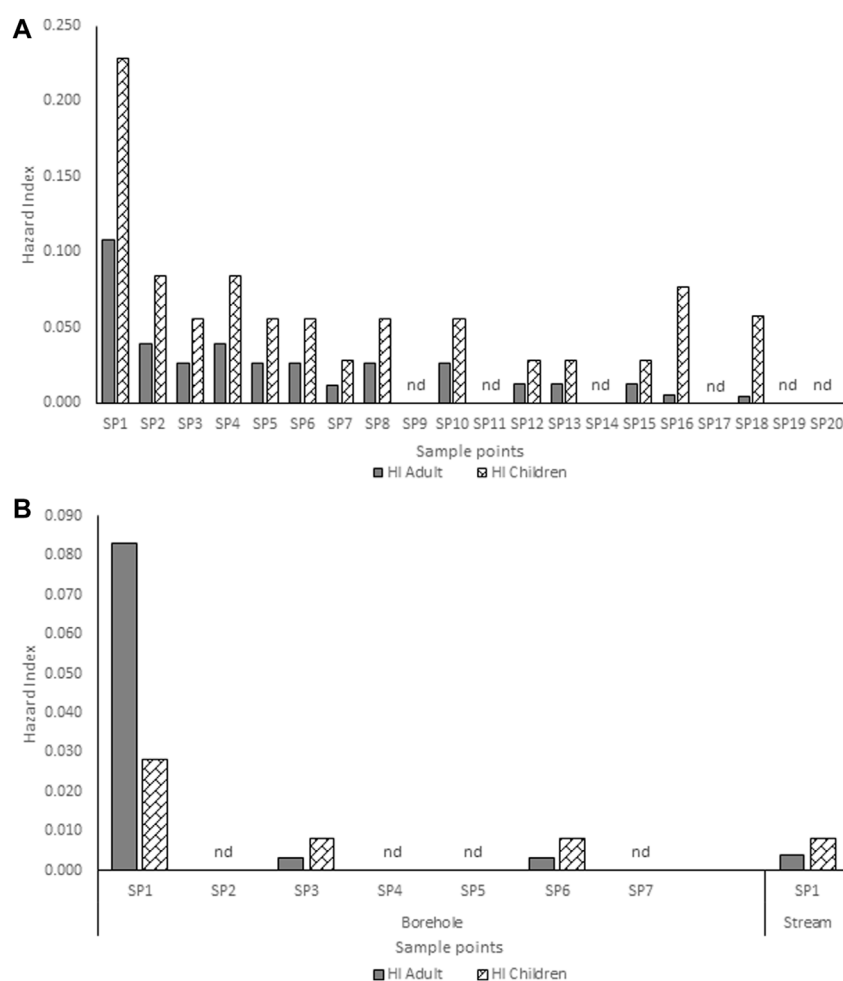 A
0.250
0.200
0.150
0.100
0.050
0.000
Hazard Index
nd nd nd nd nd nd
SP1 SP2 SP3 SP4 SP5 SP6 SP7 SP8 SP9 SP10 SP11 SP12 SP13 SP14 SP15 SP16 SP17 SP18 SP19 SP20
Sample points
HI Adult HI Children
B
0.090
0.080
0.070
0.060
0.050
0.040
0.030
0.020
0.010
0.000
Hazard Index
nd nd nd nd
SP1 SP2 SP3 SP4 SP5 SP6 SP7 SP1
Borehole Stream
Sample points
HI Adult HI Children